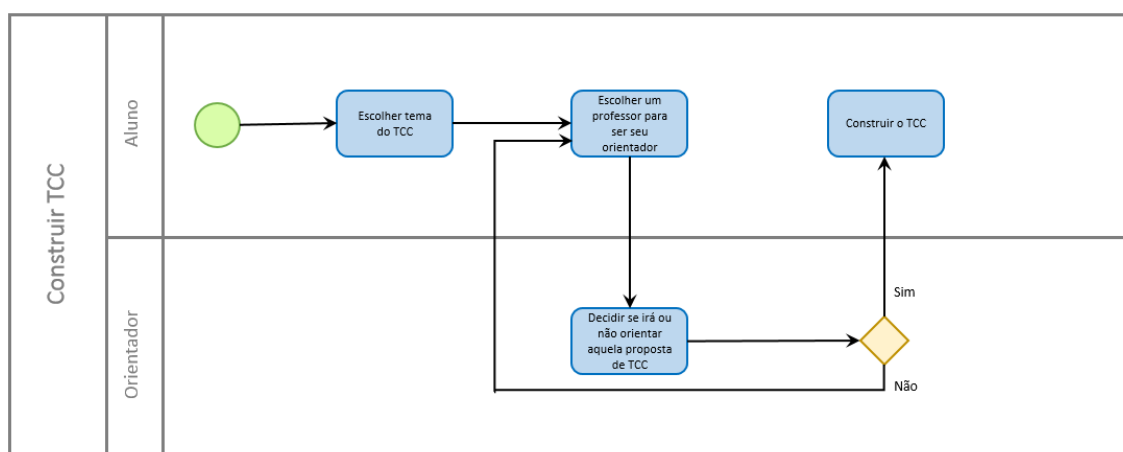 Construir TCC
Aluno
Escolher tema
do TCC
Escolher um
professor para
ser seu
orientador
Construir o TCC
Orientador
Decidir se irá ou
não orientar
aquela proposta
de TCC
Sim
Não